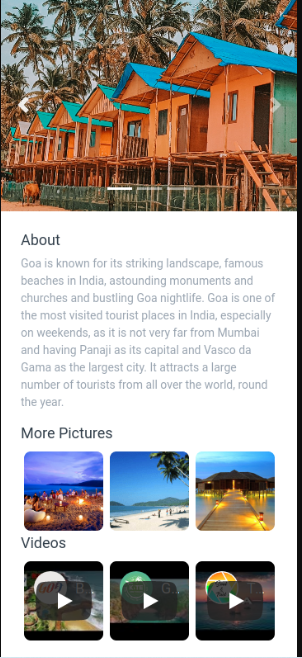 About
Goa is known for its striking landscape, famous
beaches in India, astounding monuments and
churches and bustling Goa nightlife. Goa is one of
the most visited tourist places in India, especially
on weekends, as it is not very far from Mumbai
and having Panaji as its capital and Vasco da
Gama as the largest city. It attracts a large
number of tourists from all over the world, round
the year.
More Pictures
Videos